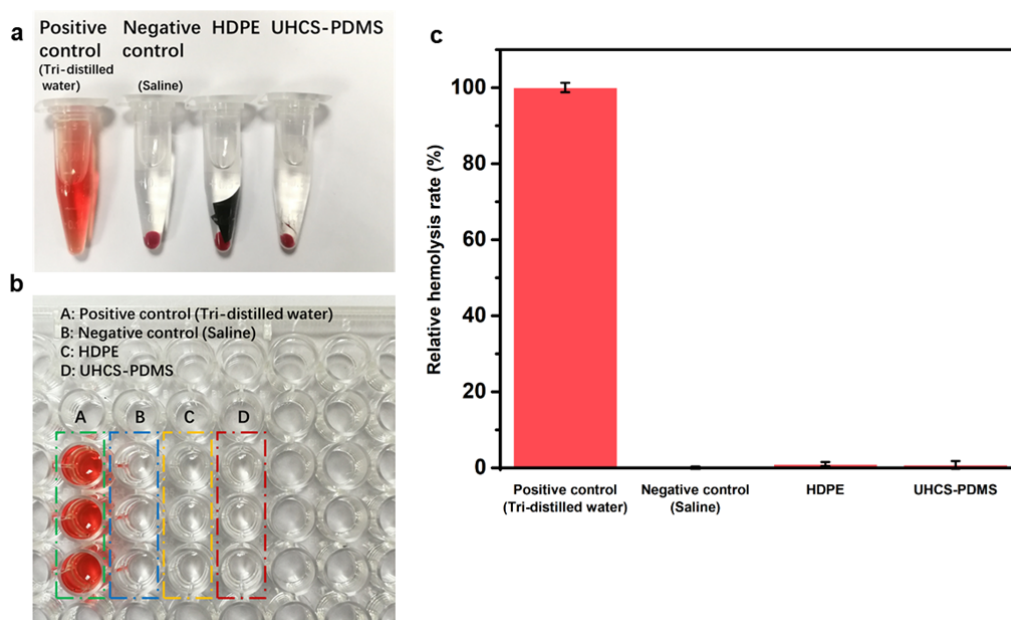 a
Positive control
(Tri-distilled water)
Negative control
(Saline)
HDPE
UHCS-PDMS
b
A: Positive control (Tri-distilled water)
B: Negative control (Saline)
C: HDPE
D: UHCS-PDMS
A B C D
c
Relative hemolysis rate (%)
100
80
60
40
20
0
Positive control
(Tri-distilled water)
Negative control
(Saline)
HDPE
UHCS-PDMS